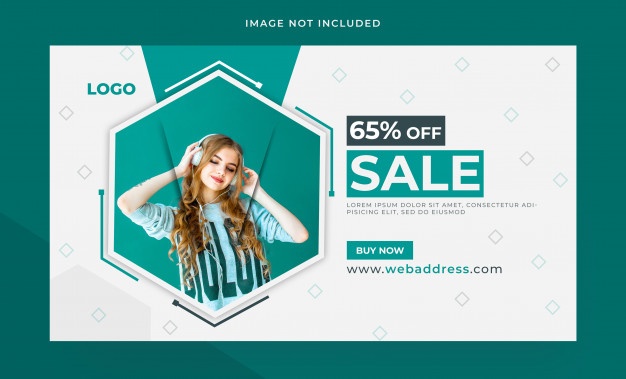 IMAGE NOT INCLUDED
LOGO
65% OFF
SALE
LOREM IPSUM DOLOR SIT AMET, CONSECTETUR ADI-
PISICING ELIT, SED DO EIUSMOD
BUY NOW
www.webaddress.com